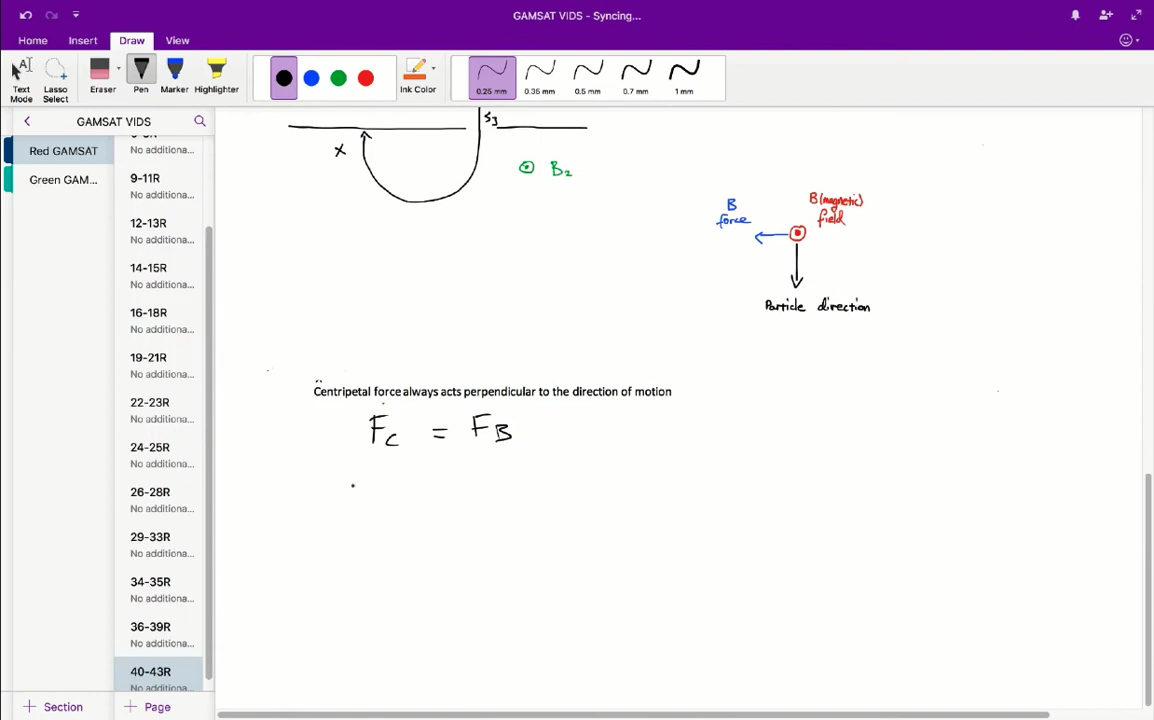 GAMSAT VIDS - Syncing...
Home Insert Draw View
Text Mode
Lasso Select
Eraser
Pen
Marker
Highlighter
Ink Color
0.25 mm
0.35 mm
0.5 mm
0.7 mm
1 mm
GAMSAT VIDS
Red GAMSAT
Green GAM...
No additiona...
9-11R
No additiona...
12-13R
No additiona...
14-15R
No additiona...
16-18R
No additiona...
19-21R
No additiona...
22-23R
No additiona...
24-25R
No additiona...
26-28R
No additiona...
29-33R
No additiona...
34-35R
No additiona...
36-39R
No additiona...
40-43R
No additiona...
+ Section
+ Page
S3
X
B2
B force
B(magnetic) field
Particle direction
Centripetal force always acts perpendicular to the direction of motion
FC = FB